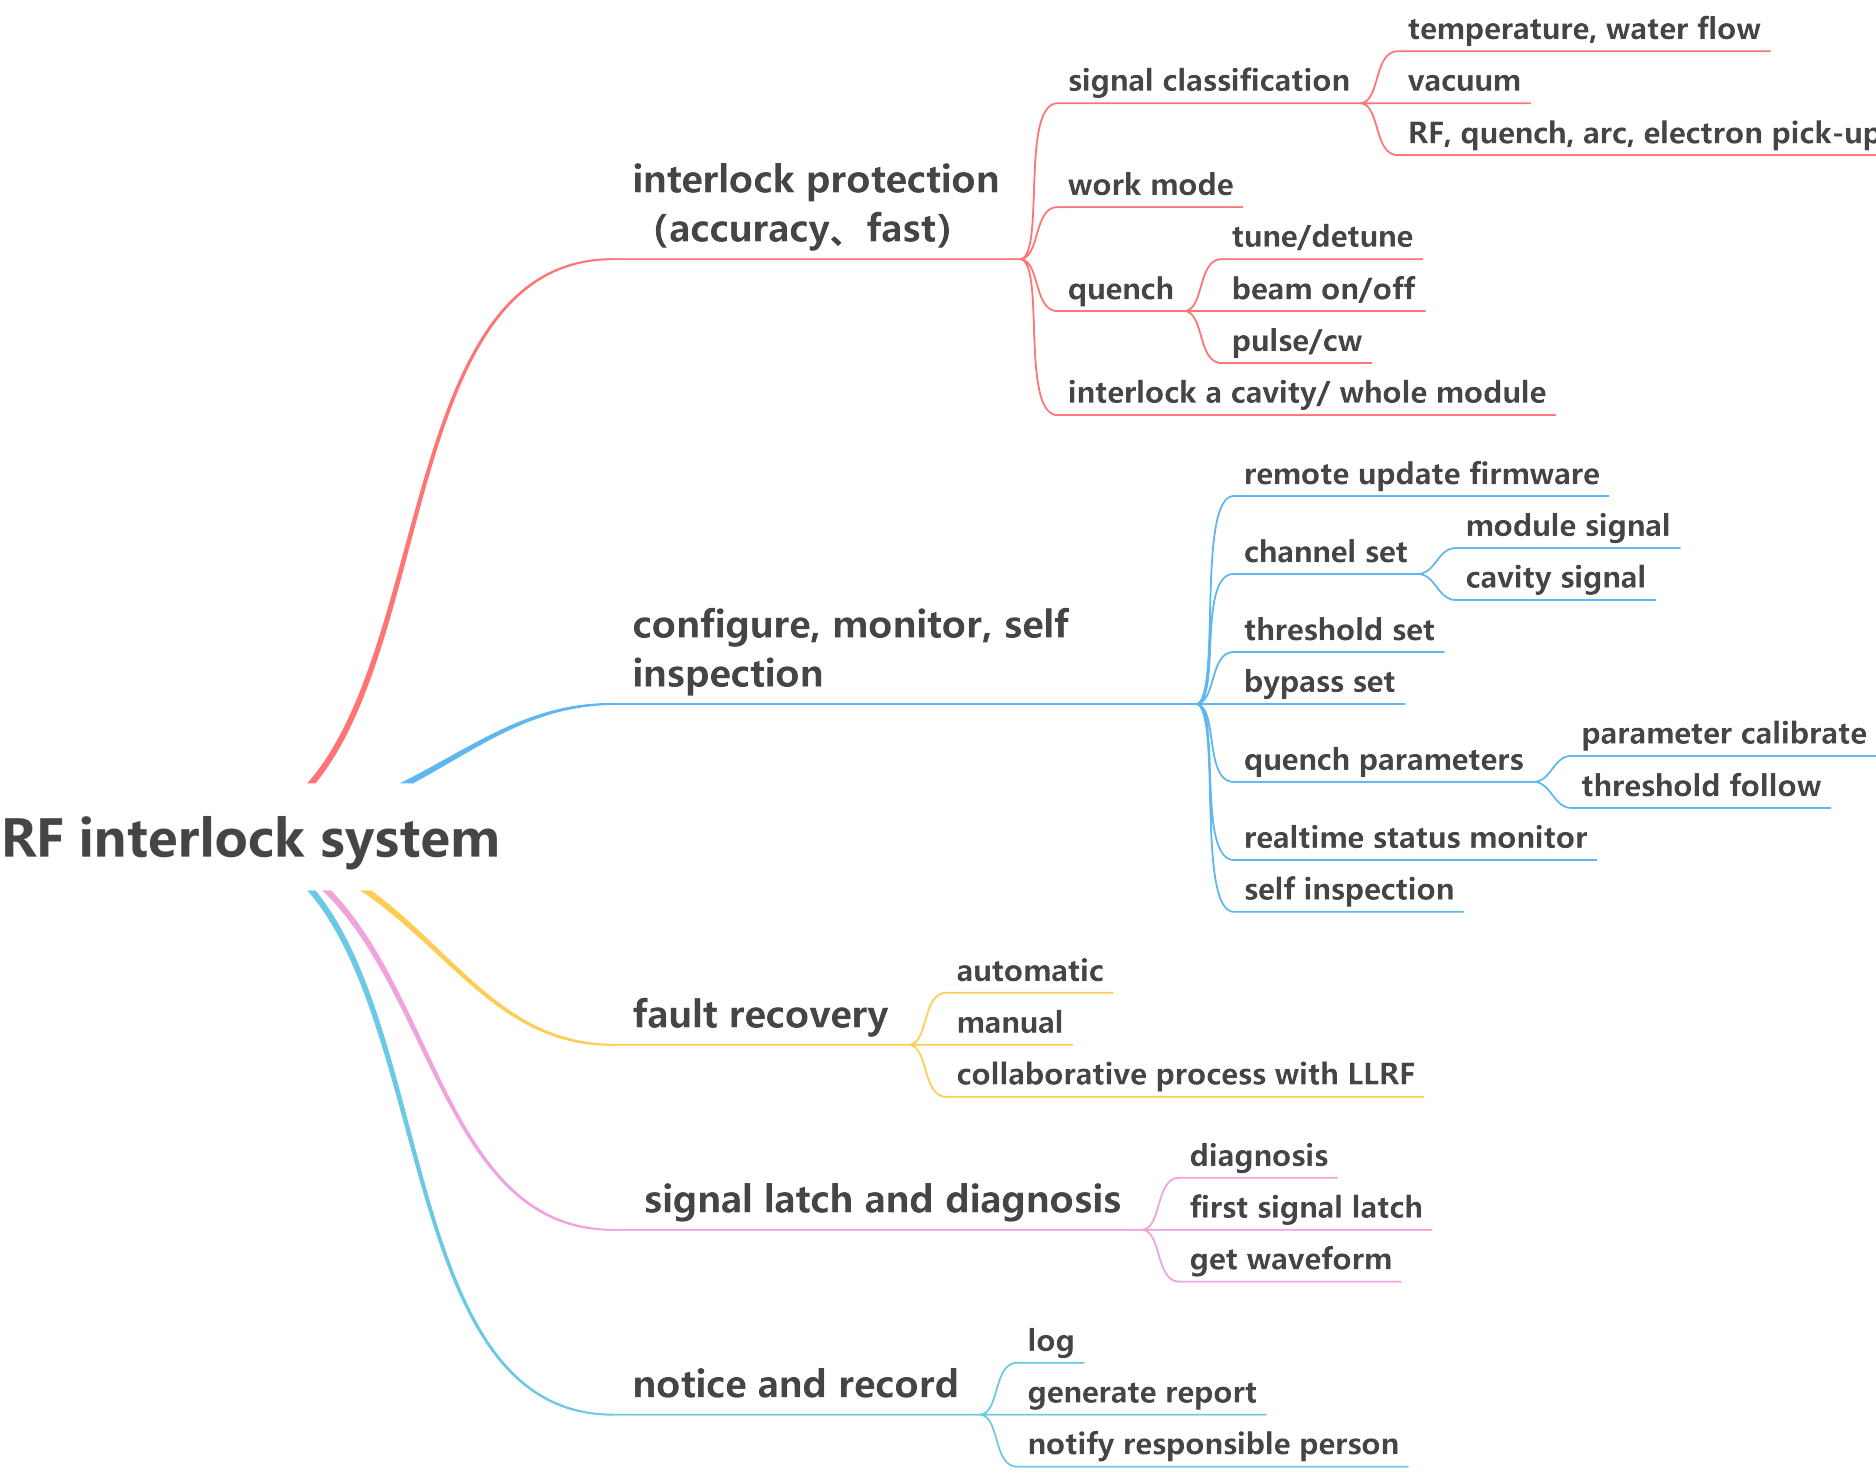 RF interlock system
interlock protection
（accuracy、fast）
signal classification
temperature, water flow
vacuum
RF, quench, arc, electron pick-up
work mode
quench
tune/detune
beam on/off
pulse/cw
interlock a cavity/ whole module
configure, monitor, self
inspection
remote update firmware
channel set
module signal
cavity signal
threshold set
bypass set
quench parameters
parameter calibrate
threshold follow
realtime status monitor
self inspection
fault recovery
automatic
manual
collaborative process with LLRF
signal latch and diagnosis
diagnosis
first signal latch
get waveform
notice and record
log
generate report
notify responsible person